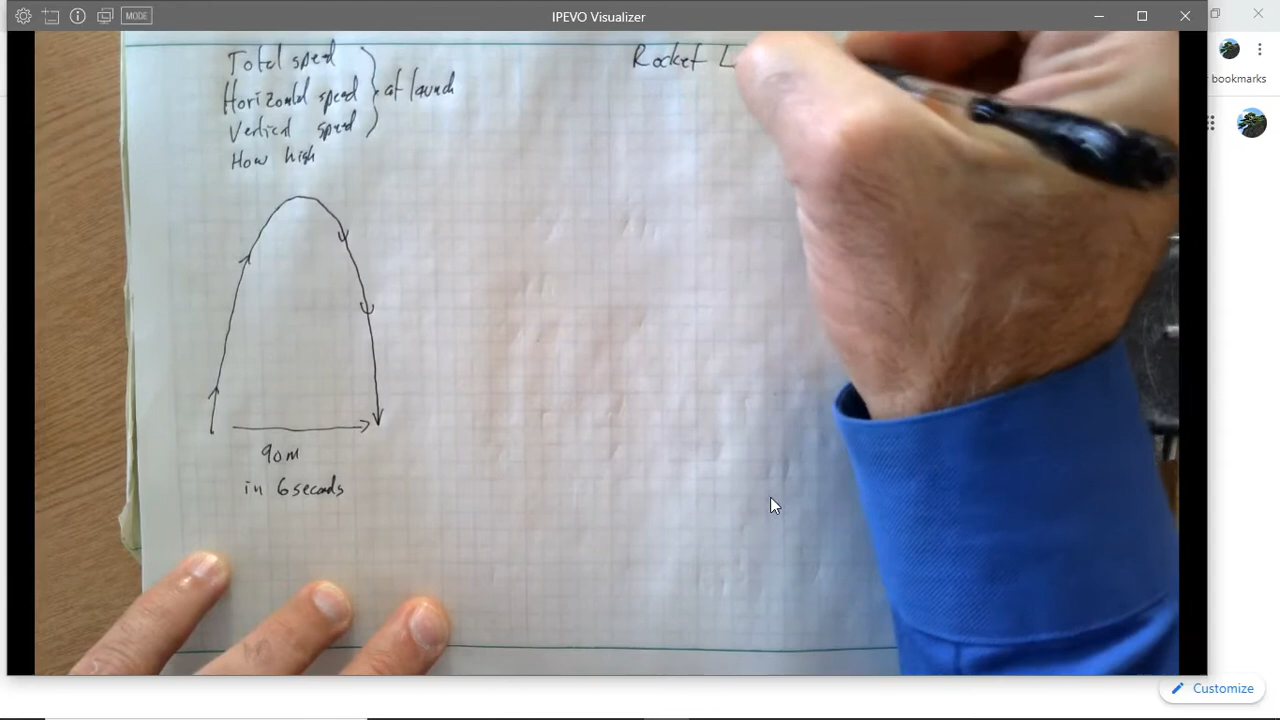 MODE
IPEVO Visualizer
bookmarks
Total speed
Horizontal speed
Vertical speed
at launch
How high
Rocket L
90m
in 6 seconds
Customize